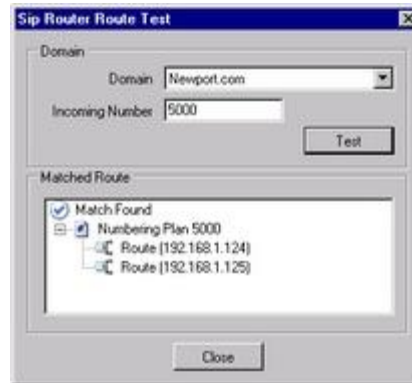 Sip Router Route Test
Domain
Domain Newport.com
Incoming Number 5000
Test
Matched Route
Match Found
Numbering Plan 5000
Route (192.168.1.124)
Route (192.168.1.125)
Close